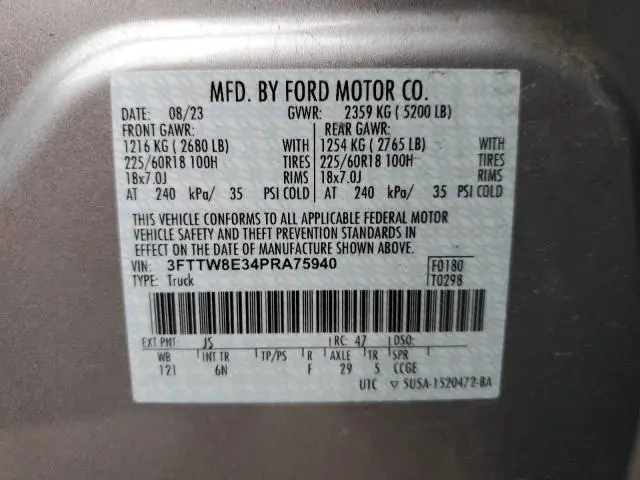 MFD. BY FORD MOTOR CO.
DATE: 08/23 GVWR: 2359 KG ( 5200 LB)
FRONT GAWR: REAR GAWR:
1216 KG ( 2680 LB) WITH 1254 KG ( 2765 LB) WITH
225/60R18 100H TIRES 225/60R18 100H TIRES
18x7.0J RIMS 18x7.0J RIMS
AT 240 kPa/ 35 PSI COLD AT 240 kPa/ 35 PSI COLD
THIS VEHICLE CONFORMS TO ALL APPLICABLE FEDERAL MOTOR
VEHICLE SAFETY AND THEFT PREVENTION STANDARDS IN
EFFECT ON THE DATE OF MANUFACTURE SHOWN ABOVE.
VIN: 3FTTW8E34PRA75940 F0180
TYPE: Truck T0298
EXT PNT: JS RC: 47 DSO:
WB INT TR TP/PS R AXLE TR SPR
121 6N F 29 5 CCGE
UTC ▽ SU5A-1520472-BA